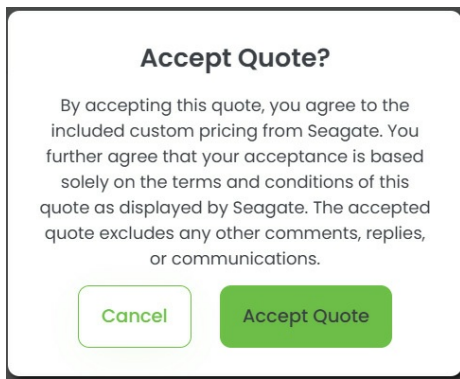 Accept Quote?
By accepting this quote, you agree to the
included custom pricing from Seagate. You
further agree that your acceptance is based
solely on the terms and conditions of this
quote as displayed by Seagate. The accepted
quote excludes any other comments, replies,
or communications.
Cancel
Accept Quote